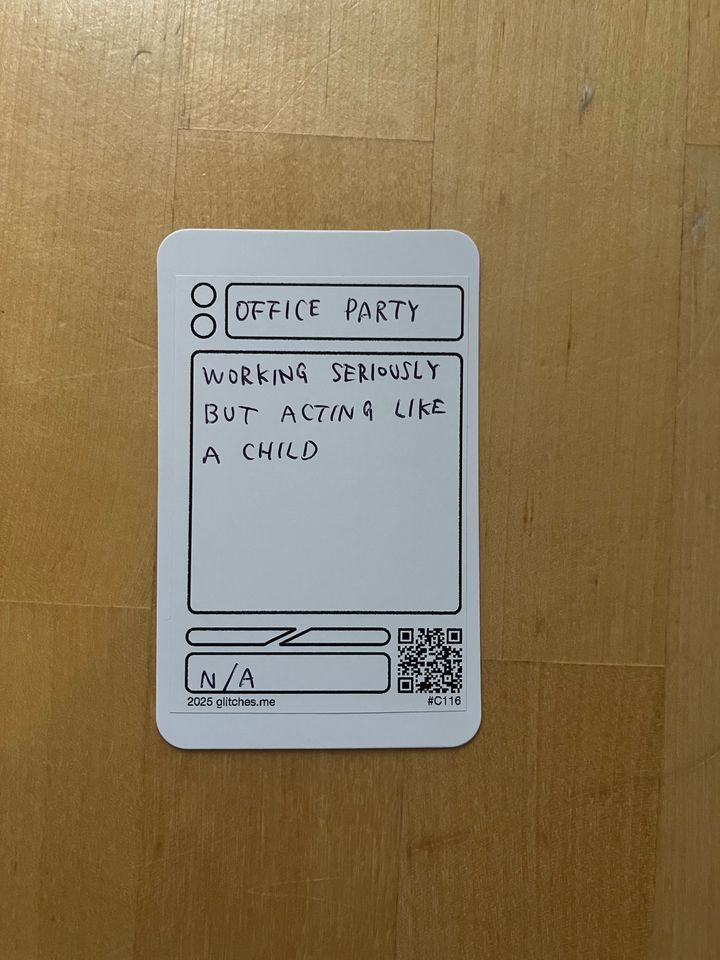 OFFICE PARTY
WORKING SERIOUSLY
BUT ACTING LIKE
A CHILD
N/A
2025 glitches.me
#C116